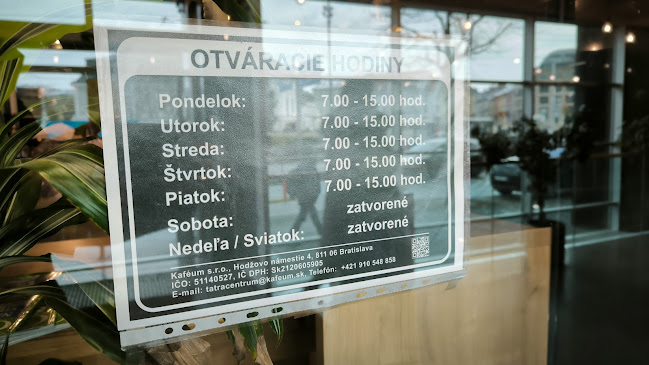 OTVÁRACIE HODINY
Pondelok: 7.00 - 15.00 hod.
Utorok: 7.00 - 15.00 hod.
Streda: 7.00 - 15.00 hod.
Štvrtok: 7.00 - 15.00 hod.
Piatok: 7.00 - 15.00 hod.
Sobota: zatvorené
Nedeľa / Sviatok: zatvorené
Kaféum s.r.o., Hodžovo námestie 4, 811 06 Bratislava
IČO: 51140527, IČ DPH: Sk2120605905
E-mail: tatracentrum@kafeum.sk, Telefón: +421 910 548 858